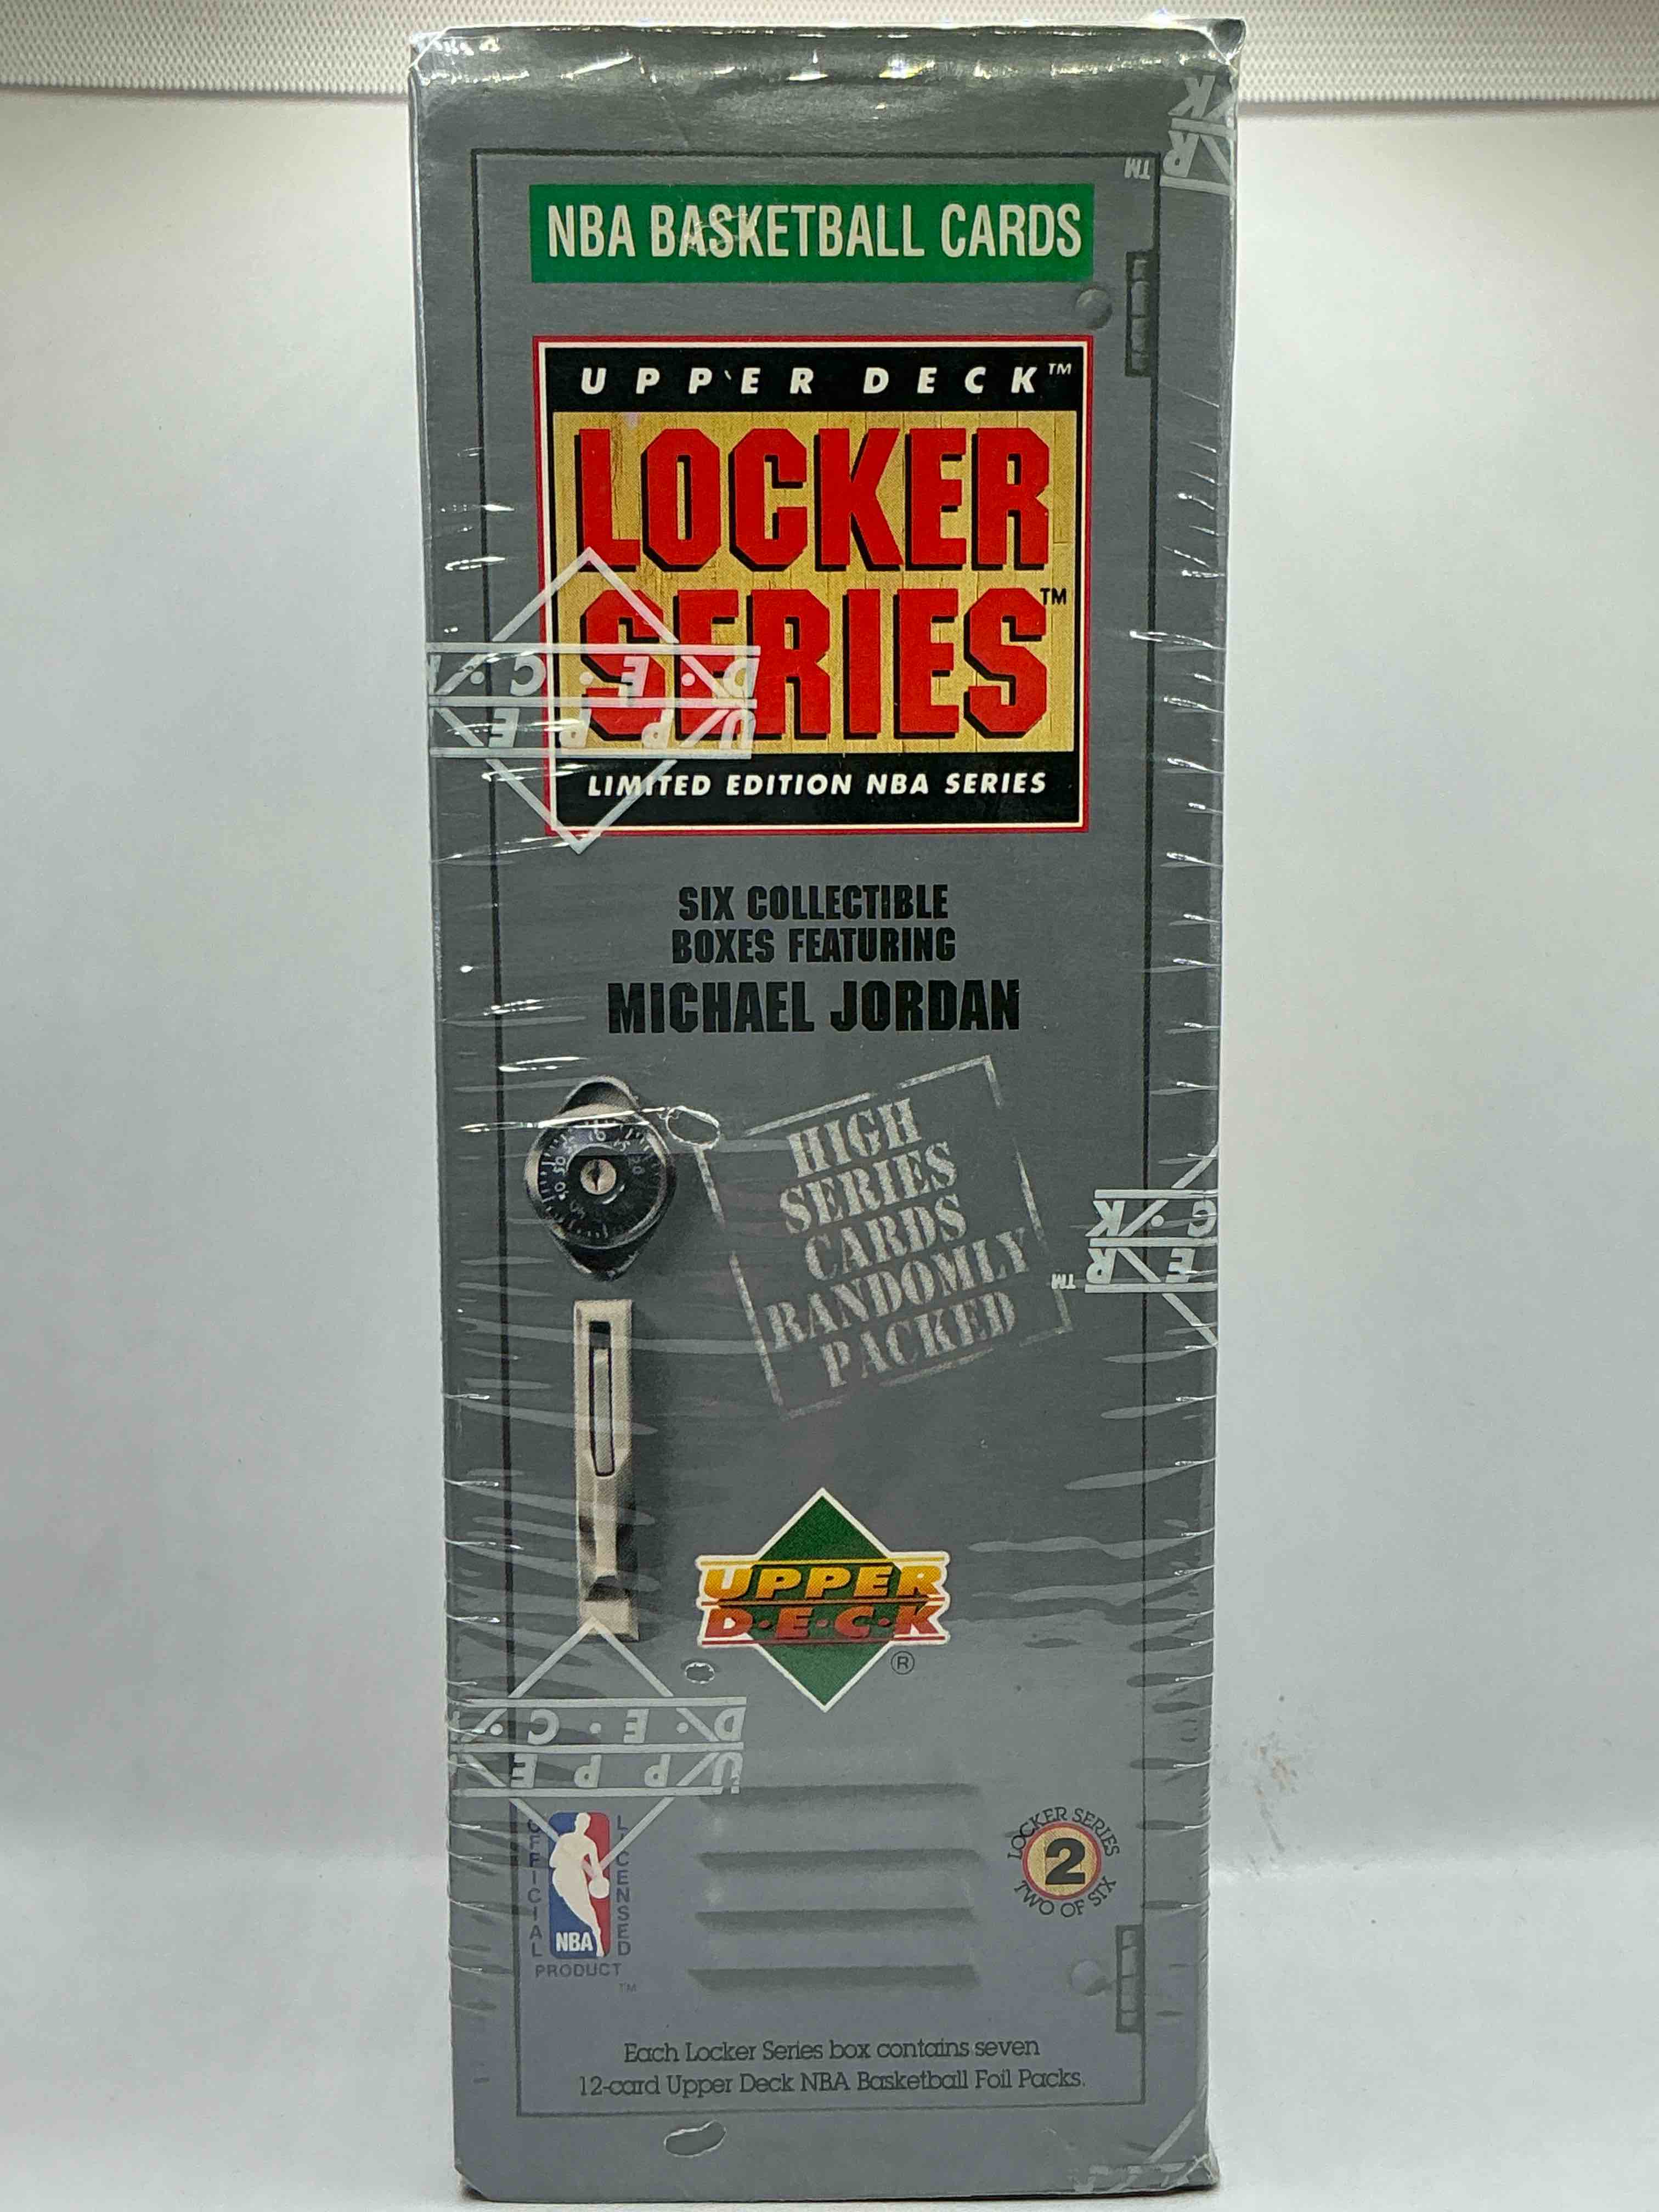 NBA BASKETBALL CARDS
UPPER DECK™
LOCKER
SERIES™
LIMITED EDITION NBA SERIES
SIX COLLECTIBLE
BOXES FEATURING
MICHAEL JORDAN
HIGH
SERIES
CARDS
RANDOMLY
PACKED
UPPER
D·E·C·K
®
OFFICIAL
LICENSED
NBA
PRODUCT
™
LOCKER SERIES
2
TWO OF SIX
Each Locker Series box contains seven
12-card Upper Deck NBA Basketball Foil Packs.